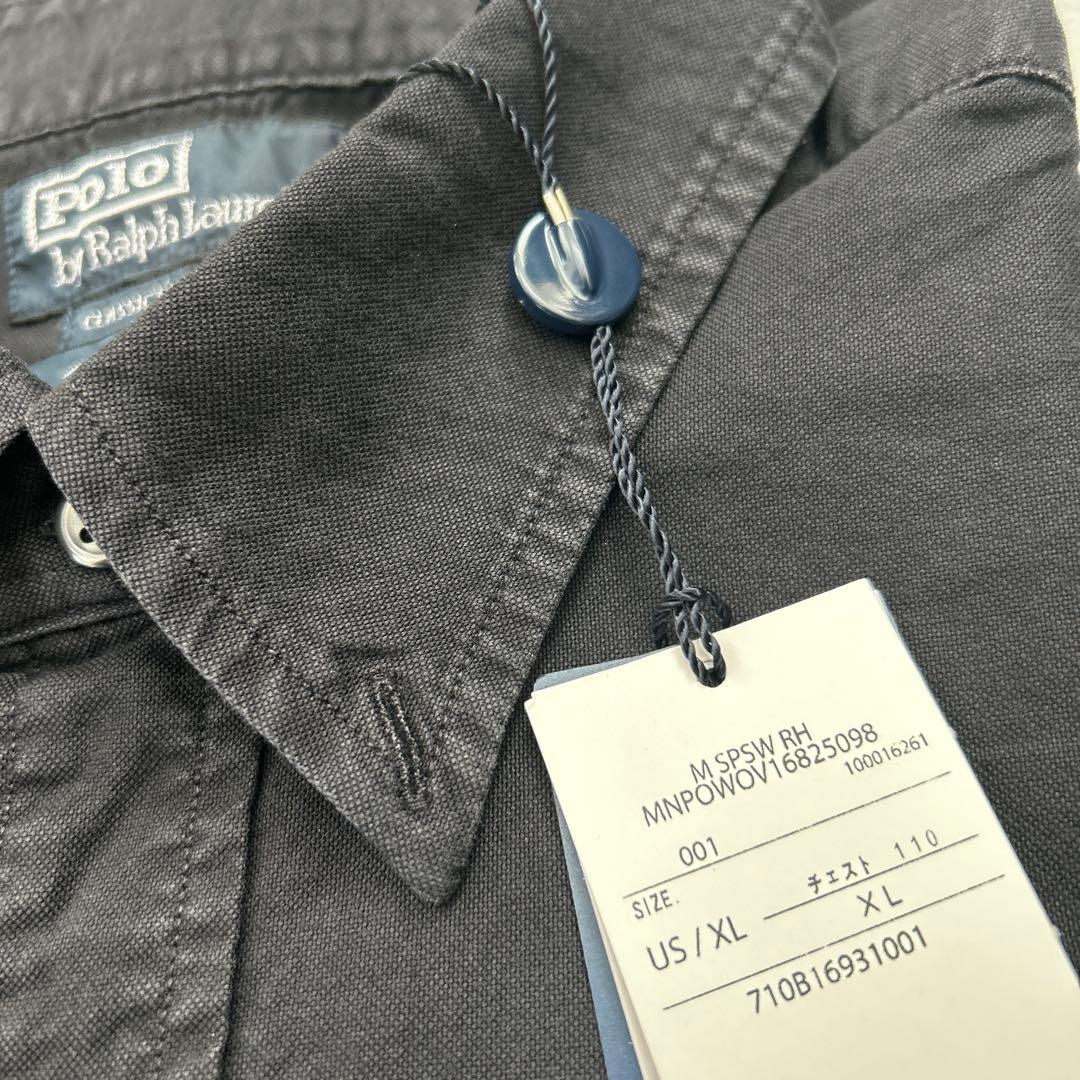 Polo
by Ralph Laur
M SPSW RH
MNPOWOV16825098
100016261
001
SIZE.
チェスト 110
US / XL
XL
710B16931001